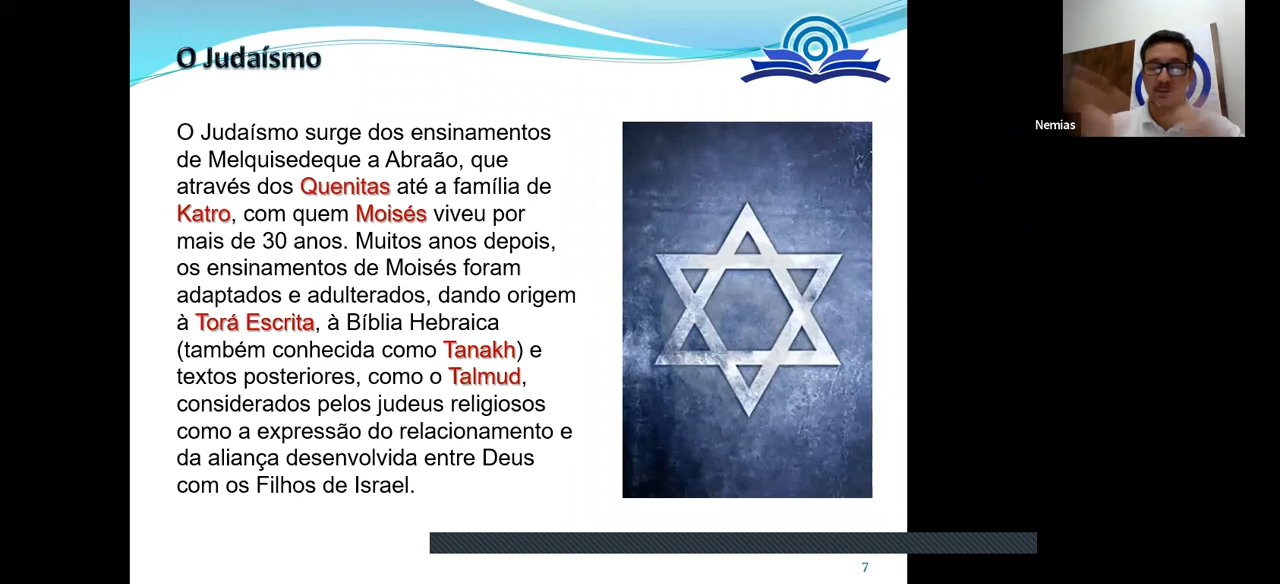 O Judaísmo
Nemias
O Judaísmo surge dos ensinamentos
de Melquisedeque a Abraão, que
através dos Quenitas até a família de
Katro, com quem Moisés viveu por
mais de 30 anos. Muitos anos depois,
os ensinamentos de Moisés foram
adaptados e adulterados, dando origem
à Torá Escrita, à Bíblia Hebraica
(também conhecida como Tanakh) e
textos posteriores, como o Talmud,
considerados pelos judeus religiosos
como a expressão do relacionamento e
da aliança desenvolvida entre Deus
com os Filhos de Israel.
7